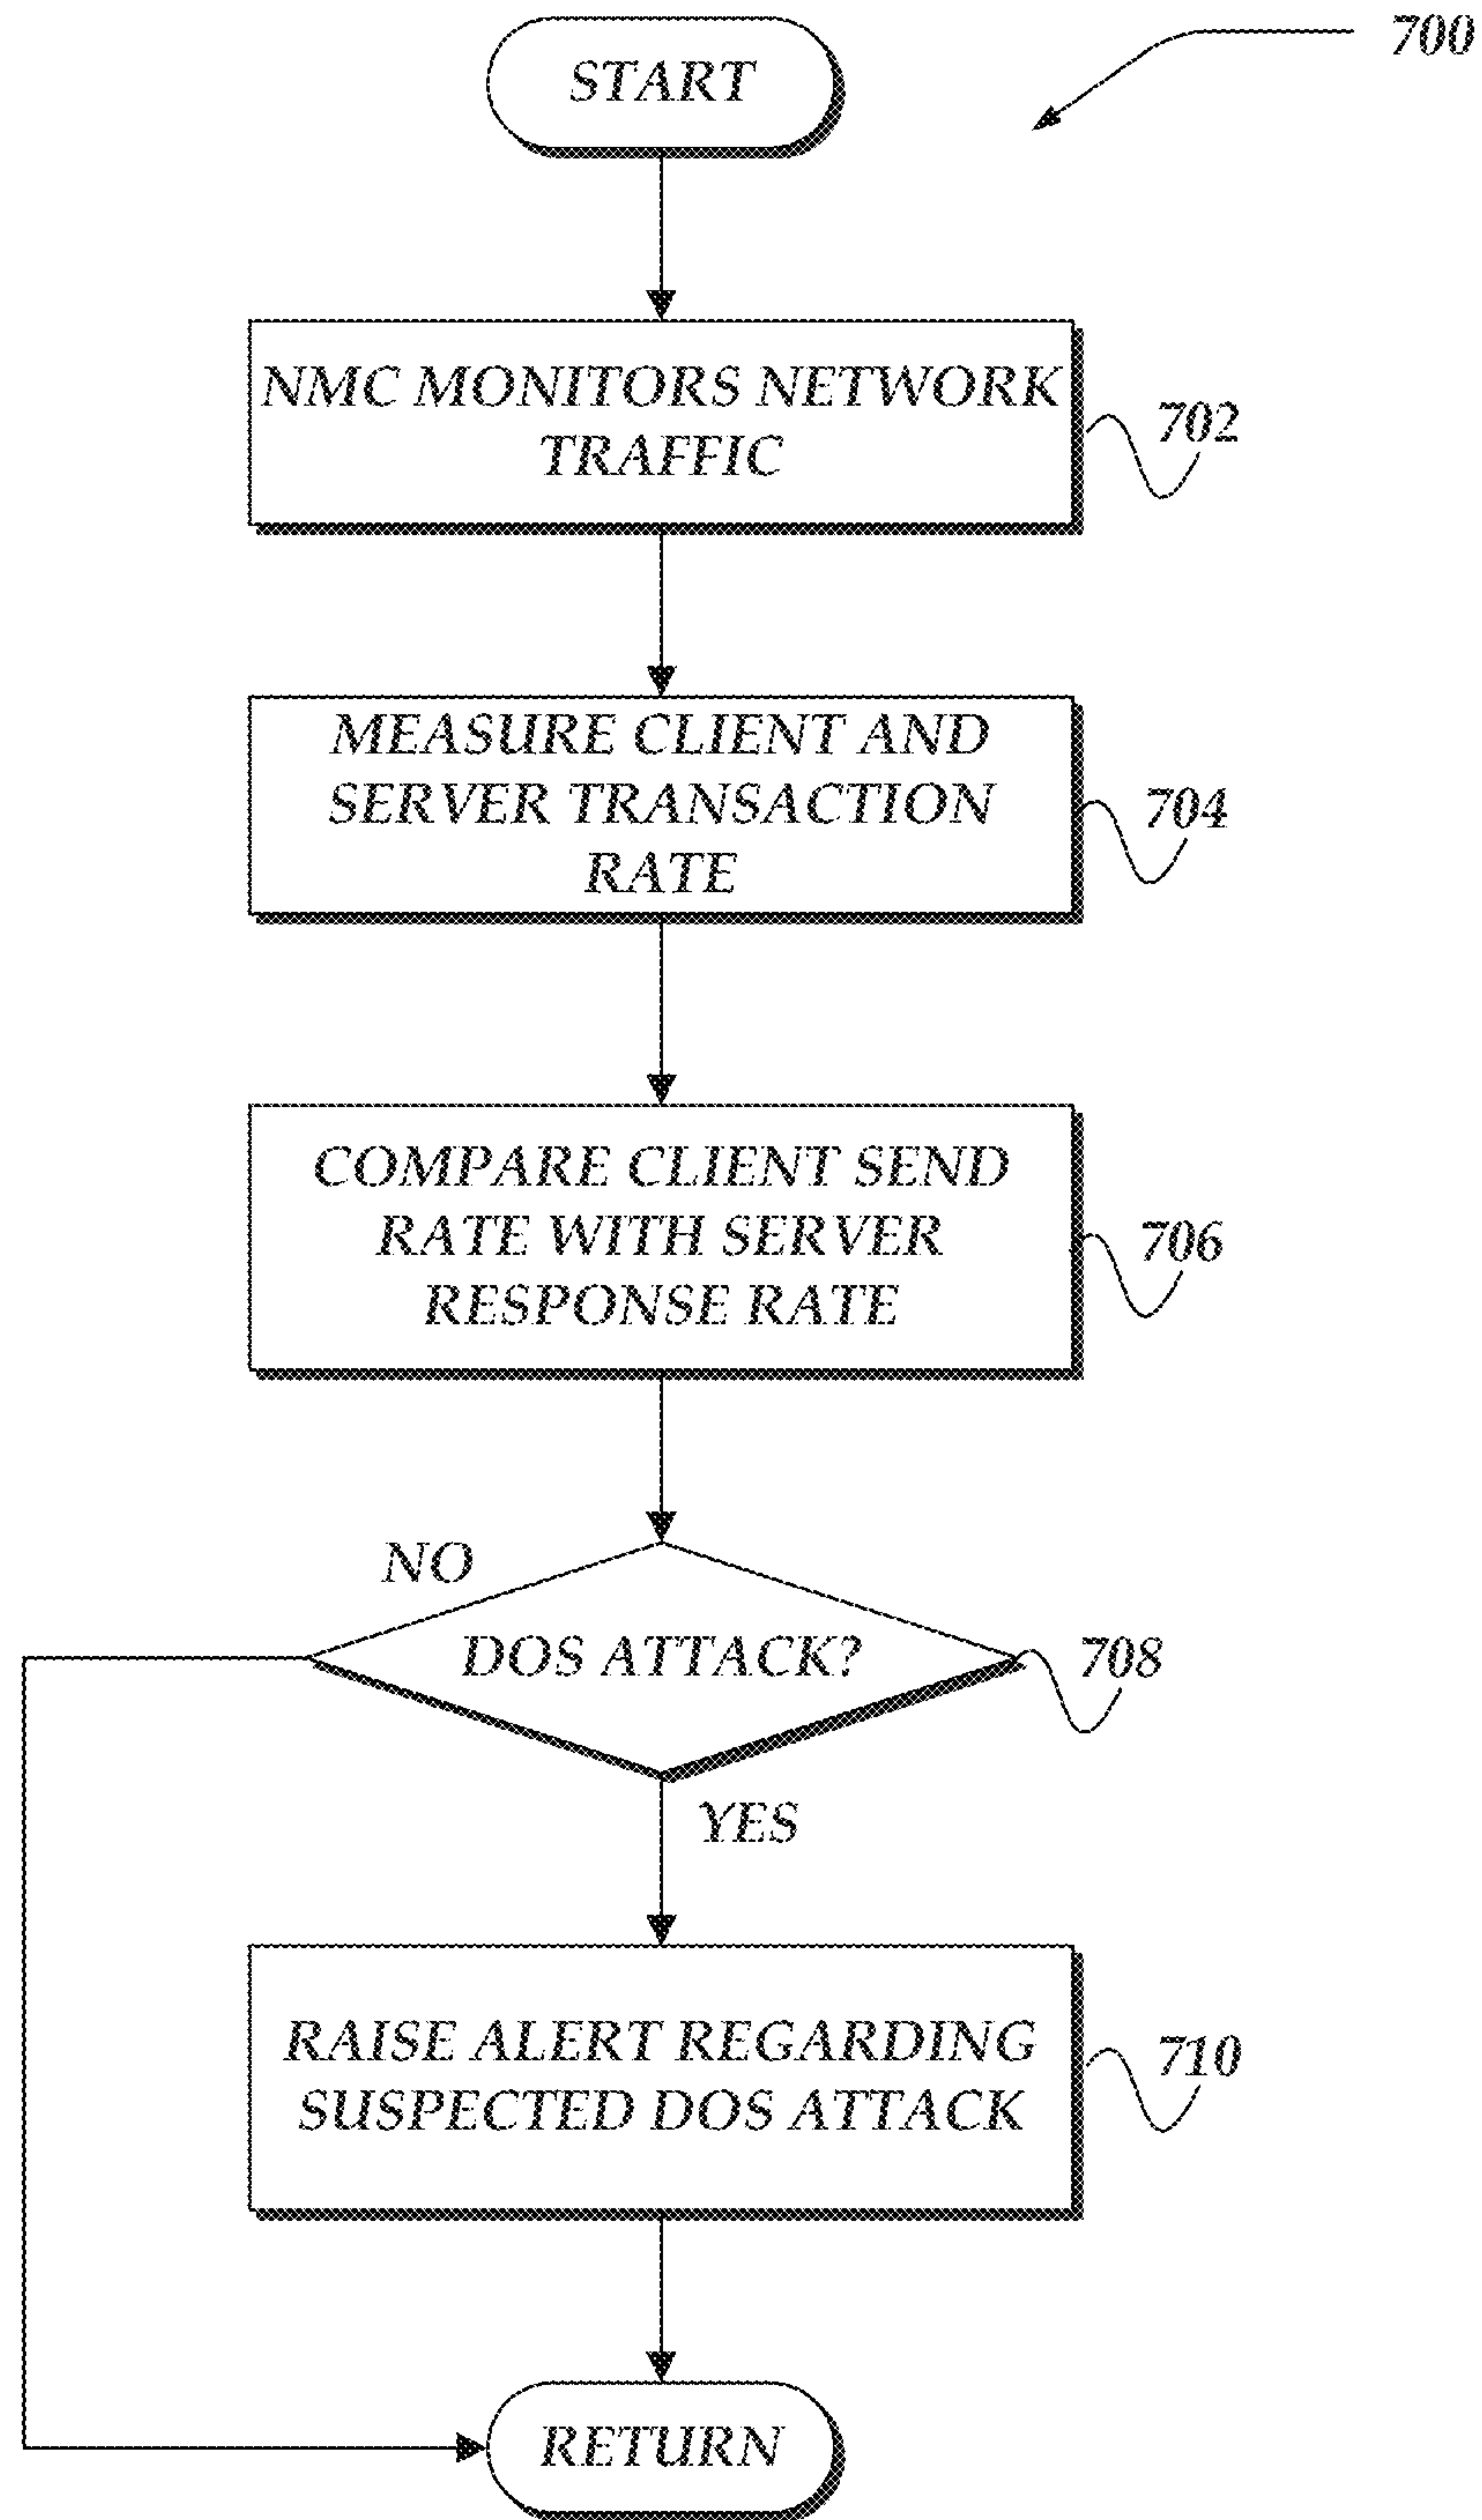 START
700
NMC MONITORS NETWORK
TRAFFIC
702
MEASURE CLIENT AND
SERVER TRANSACTION
RATE
704
COMPARE CLIENT SEND
RATE WITH SERVER
RESPONSE RATE
706
NO
DOS ATTACK?
708
YES
RAISE ALERT REGARDING
SUSPECTED DOS ATTACK
710
RETURN